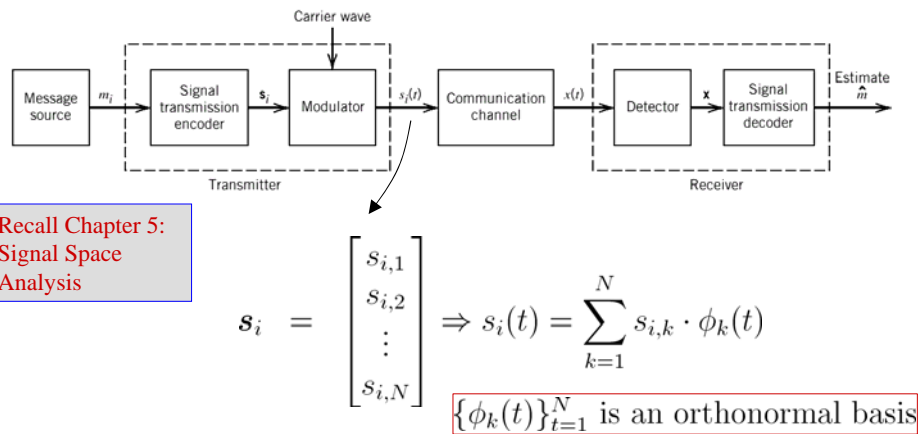 Carrier wave
Message source
m_i
Signal transmission encoder
s_i
Modulator
s_i(t)
Communication channel
x(t)
Detector
x
Signal transmission decoder
Estimate
m̂
Transmitter
Receiver
Recall Chapter 5:
Signal Space
Analysis
s_i = [s_{i,1} s_{i,2} ⋮ s_{i,N}] ⇒ s_i(t) = ∑_{k=1}^{N} s_{i,k} · ϕ_k(t)
{ϕ_k(t)}_{t=1}^{N} is an orthonormal basis